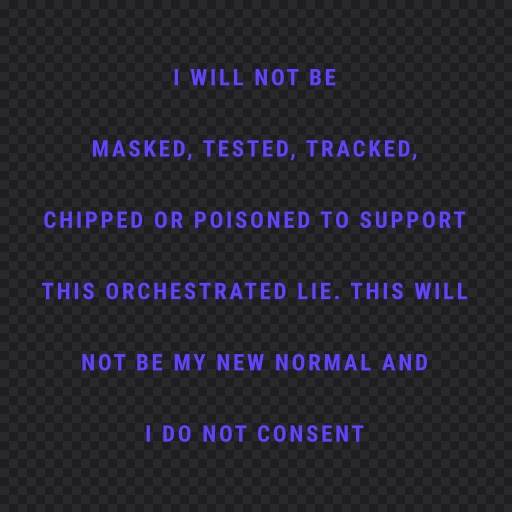 I WILL NOT BE
MASKED, TESTED, TRACKED,
CHIPPED OR POISONED TO SUPPORT
THIS ORCHESTRATED LIE. THIS WILL
NOT BE MY NEW NORMAL AND
I DO NOT CONSENT